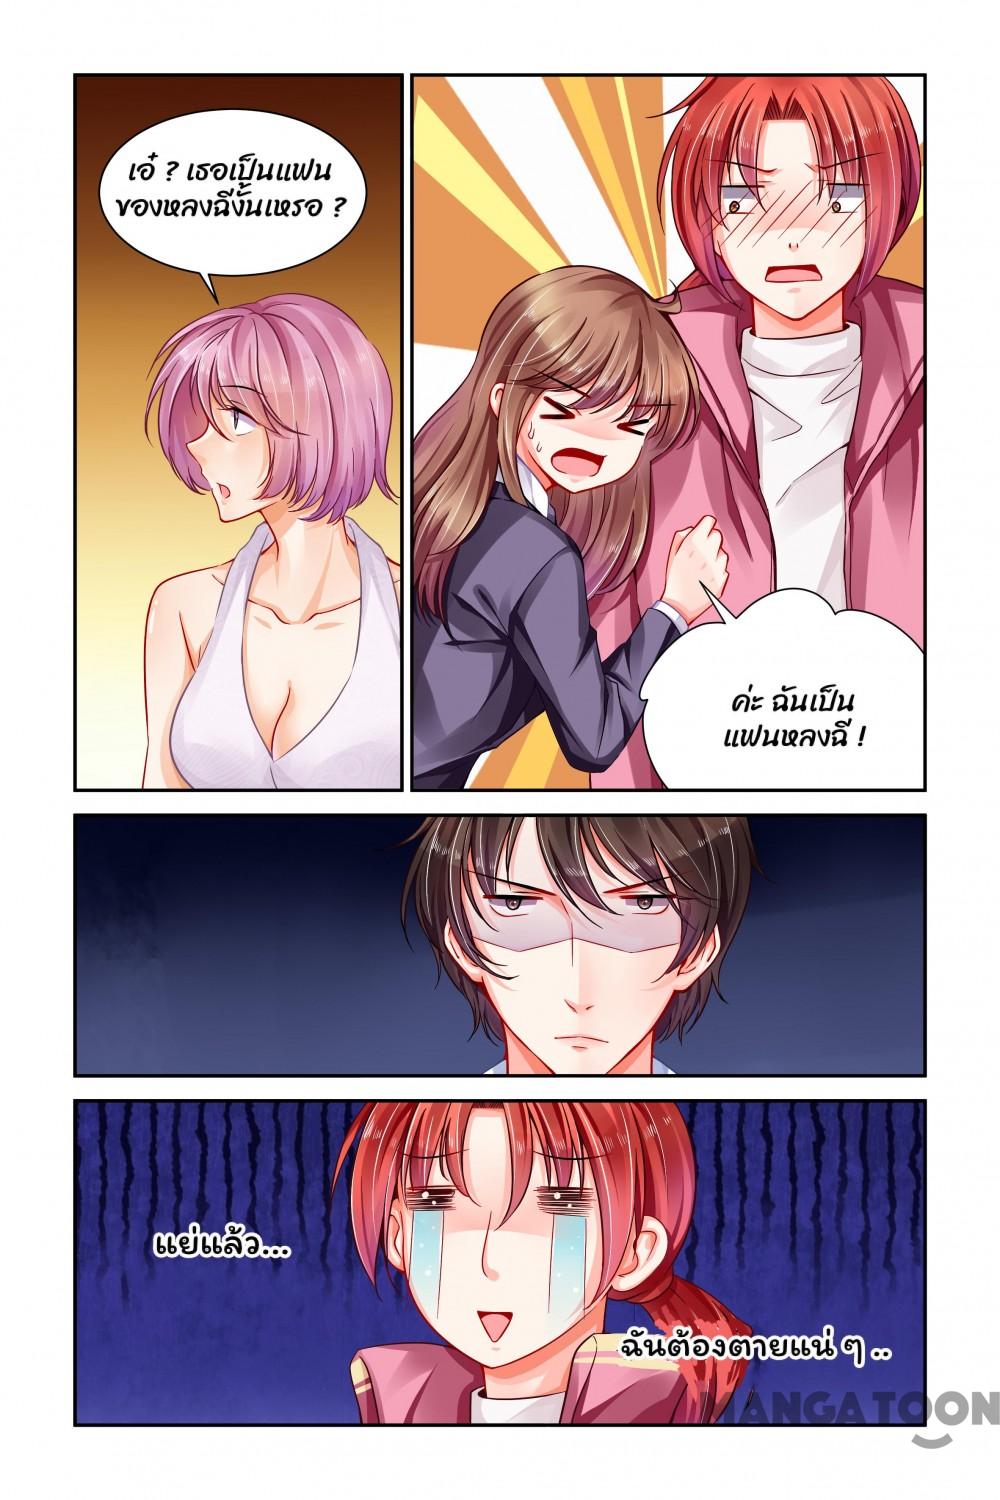 เอ๋ ? เธอเป็นแฟน
ของหลงฉีงั้นเหรอ ?
ค่ะ ฉันเป็น
แฟนหลงฉี !
แย่แล้ว...
ฉันต้องตายแน่ ๆ ..
MANGATOON